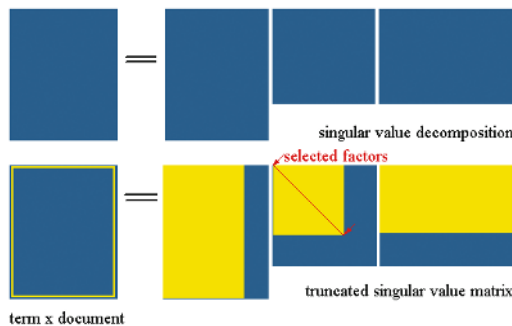 singular value decomposition
selected factors
truncated singular value matrix
term x document